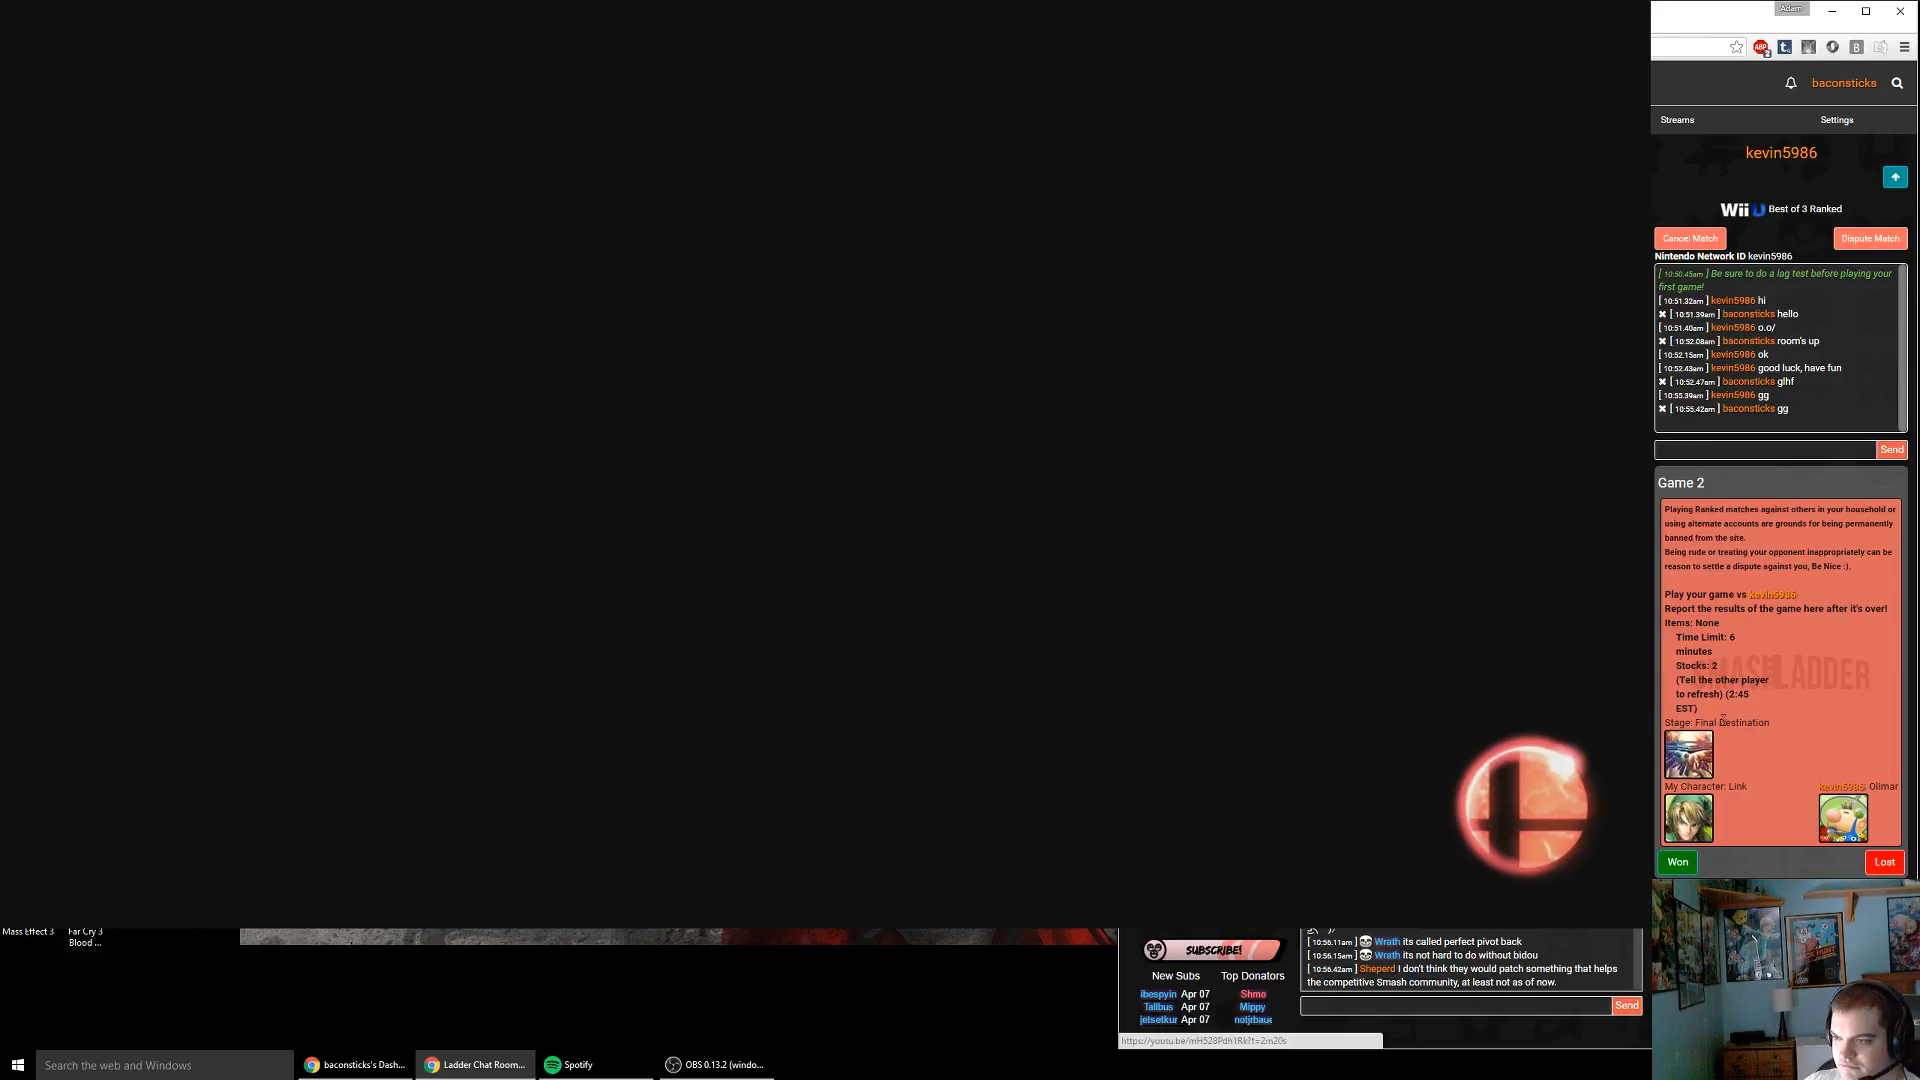 Adam
ABP
2
t
B
baconsticks
Streams
Settings
kevin5986
Wii U Best of 3 Ranked
Cancel Match
Dispute Match
Nintendo Network ID kevin5986
[ 10:50.45am ] Be sure to do a lag test before playing your
first game!
[ 10:51.32am ] kevin5986 hi
✖ [ 10:51.39am ] baconsticks hello
[ 10:51.40am ] kevin5986 o.o/
✖ [ 10:52.08am ] baconsticks room's up
[ 10:52.15am ] kevin5986 ok
[ 10:52.43am ] kevin5986 good luck, have fun
✖ [ 10:52.47am ] baconsticks glhf
[ 10:55.39am ] kevin5986 gg
✖ [ 10:55.42am ] baconsticks gg
Send
Game 2
Playing Ranked matches against others in your household or
using alternate accounts are grounds for being permanently
banned from the site.
Being rude or treating your opponent inappropriately can be
reason to settle a dispute against you, Be Nice :).
Play your game vs kevin5986
Report the results of the game here after it's over!
Items: None
Time Limit: 6
minutes
Stocks: 2
(Tell the other player
to refresh) (2:45
EST)
SMASHLADDER
Stage: Final Destination
My Character: Link
kevin5986: Olimar
Won
Lost
Mass Effect 3
Far Cry 3
Blood ...
SUBSCRIBE!
New Subs
Top Donators
ibespyin Apr 07
Shmo
Tallbus Apr 07
Mippy
jetsetkur Apr 07
notjrbaue
[ 10:56.11am ] Wrath its called perfect pivot back
[ 10:56.15am ] Wrath its not hard to do without bidou
[ 10:56.42am ] Sheperd I don't think they would patch something that helps
the competitive Smash community, at least not as of now.
Send
https://youtu.be/mH528Pdh1Rk?t=2m20s
Search the web and Windows
baconsticks's Dash...
Ladder Chat Room...
Spotify
OBS 0.13.2 (windo...